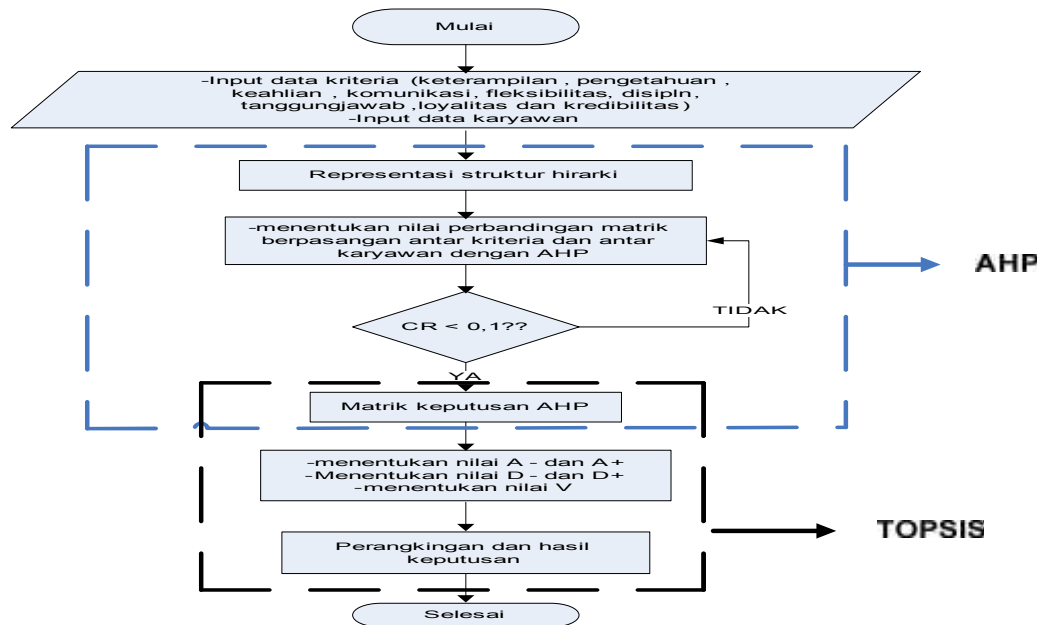 Mulai
-Input data kriteria (keterampilan , pengetahuan ,
keahlian , komunikasi, fleksibilitas, disipln,
tanggungjawab ,loyalitas dan kredibilitas)
-Input data karyawan
Representasi struktur hirarki
-menentukan nilai perbandingan matrik
berpasangan antar kriteria dan antar
karyawan dengan AHP
AHP
TIDAK
CR < 0,1??
YA
Matrik keputusan AHP
-menentukan nilai A - dan A+
-Menentukan nilai D - dan D+
-menentukan nilai V
TOPSIS
Perangkingan dan hasil
keputusan
Selesai